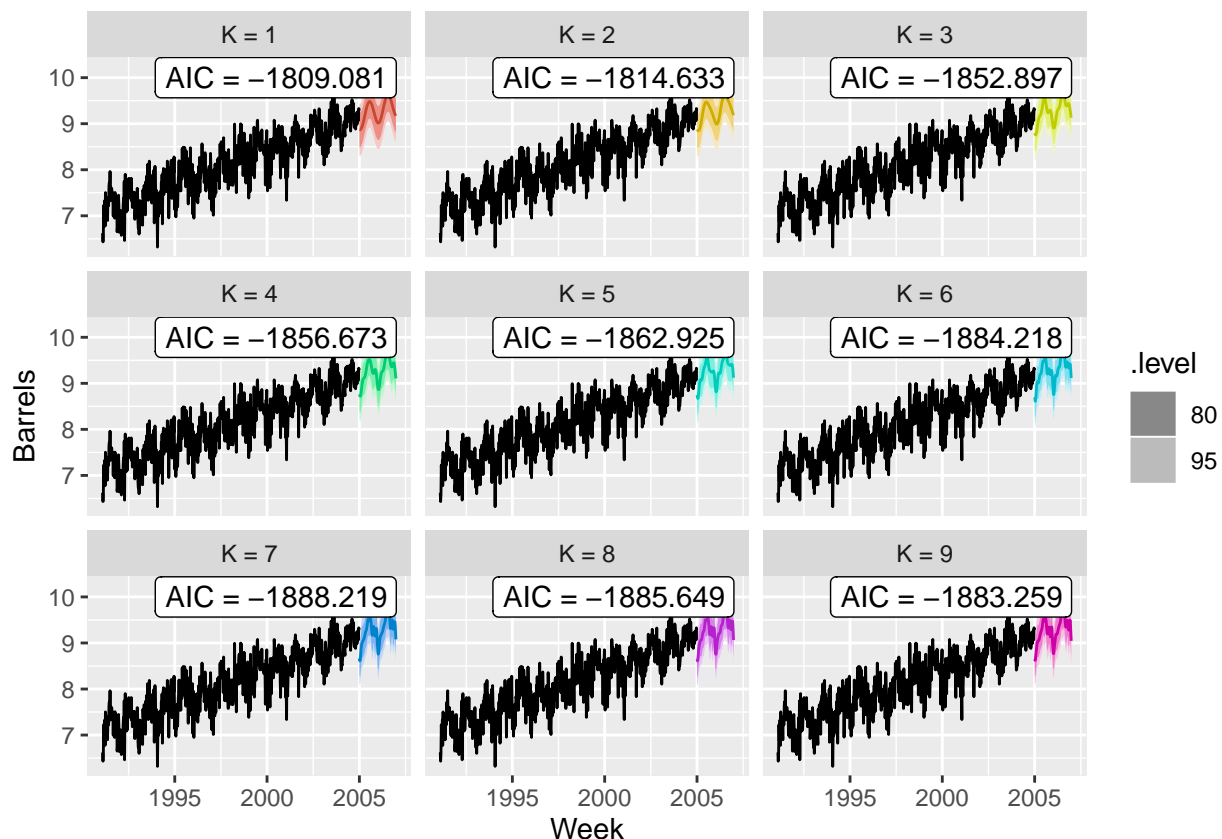 K = 1
K = 2
K = 3
AIC = −1809.081
AIC = −1814.633
AIC = −1852.897
10
9
8
7
K = 4
K = 5
K = 6
AIC = −1856.673
AIC = −1862.925
AIC = −1884.218
10
9
8
7
K = 7
K = 8
K = 9
AIC = −1888.219
AIC = −1885.649
AIC = −1883.259
10
9
8
7
1995 2000 2005
1995 2000 2005
1995 2000 2005
Week
Barrels
.level
80
95